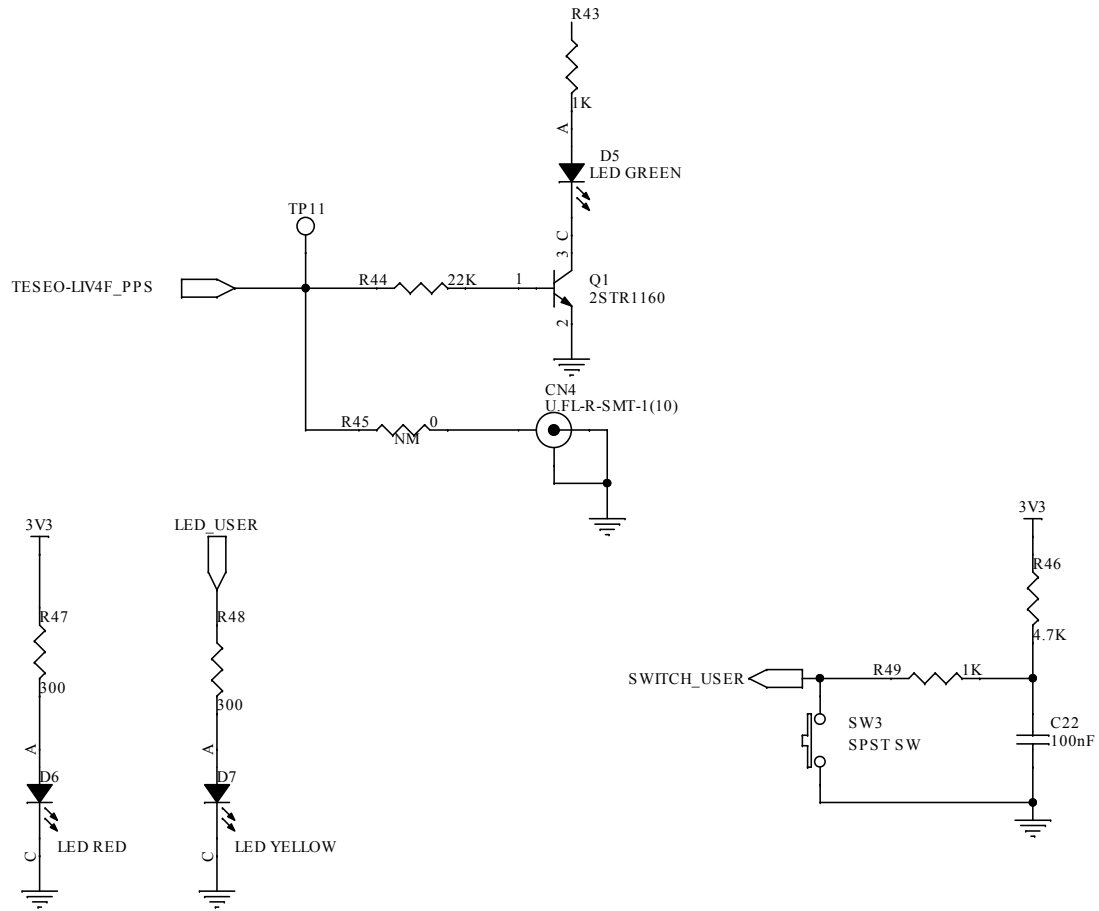 R43
1K
A
D5
LED GREEN
C
3
TP11
TESEO-LIV4F_PPS
R44
22K
1
Q1
2STR1160
2
CN4
U.FL-R-SMT-1(10)
R45
0
NM
3V3
LED_USER
3V3
R46
4.7K
R47
300
A
D6
LED RED
C
R48
300
A
D7
LED YELLOW
C
SWITCH_USER
R49
1K
SW3
SPST SW
C22
100nF